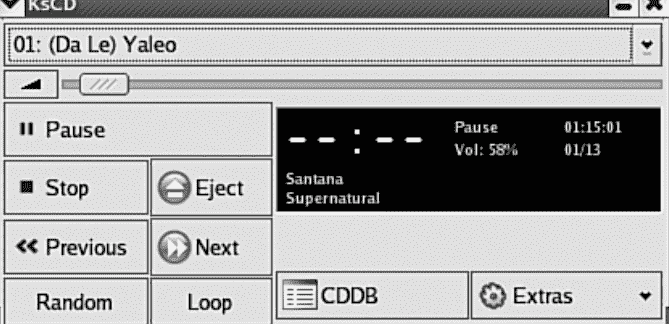 KsCD
01: (Da Le) Yaleo
Pause
--:-- Pause 01:15:01
Vol: 58% 01/13
Stop Eject
Santana
Supernatural
Previous Next
Random Loop CDDB Extras